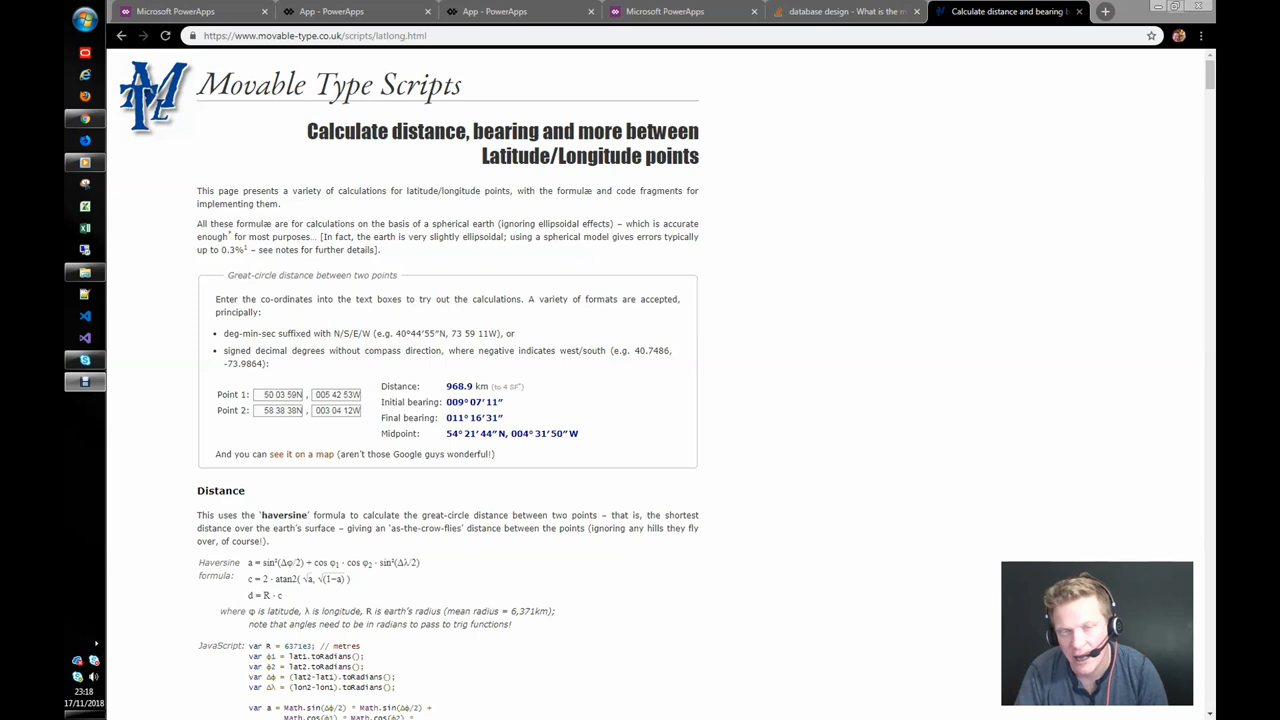 Microsoft PowerApps
App - PowerApps
App - PowerApps
Microsoft PowerApps
database design - What is the m
Calculate distance and bearing b
https://www.movable-type.co.uk/scripts/latlong.html
Movable Type Scripts
Calculate distance, bearing and more between
Latitude/Longitude points
This page presents a variety of calculations for latitude/longitude points, with the formulæ and code fragments for
implementing them.
All these formulæ are for calculations on the basis of a spherical earth (ignoring ellipsoidal effects) – which is accurate
enough* for most purposes… [In fact, the earth is very slightly ellipsoidal; using a spherical model gives errors typically
up to 0.3%¹ – see notes for further details].
Great-circle distance between two points
Enter the co-ordinates into the text boxes to try out the calculations. A variety of formats are accepted,
principally:
• deg-min-sec suffixed with N/S/E/W (e.g. 40°44′55″N, 73 59 11W), or
• signed decimal degrees without compass direction, where negative indicates west/south (e.g. 40.7486,
-73.9864):
Point 1: 50 03 59N , 005 42 53W
Point 2: 58 38 38N , 003 04 12W
Distance: 968.9 km (to 4 SF*)
Initial bearing: 009° 07′ 11″
Final bearing: 011° 16′ 31″
Midpoint: 54° 21′ 44″ N, 004° 31′ 50″ W
And you can see it on a map (aren't those Google guys wonderful!)
Distance
This uses the ‘haversine’ formula to calculate the great-circle distance between two points – that is, the shortest
distance over the earth's surface – giving an ‘as-the-crow-flies’ distance between the points (ignoring any hills they fly
over, of course!).
Haversine formula: a = sin²(Δφ/2) + cos φ₁ ⋅ cos φ₂ ⋅ sin²(Δλ/2)
c = 2 ⋅ atan2( √a, √(1−a) )
d = R ⋅ c
where φ is latitude, λ is longitude, R is earth's radius (mean radius = 6,371km);
note that angles need to be in radians to pass to trig functions!
JavaScript: var R = 6371e3; // metres
var φ1 = lat1.toRadians();
var φ2 = lat2.toRadians();
var Δφ = (lat2-lat1).toRadians();
var Δλ = (lon2-lon1).toRadians();
var a = Math.sin(Δφ/2) * Math.sin(Δφ/2) +
Math.cos(φ1) * Math.cos(φ2) *
23:18
17/11/2018